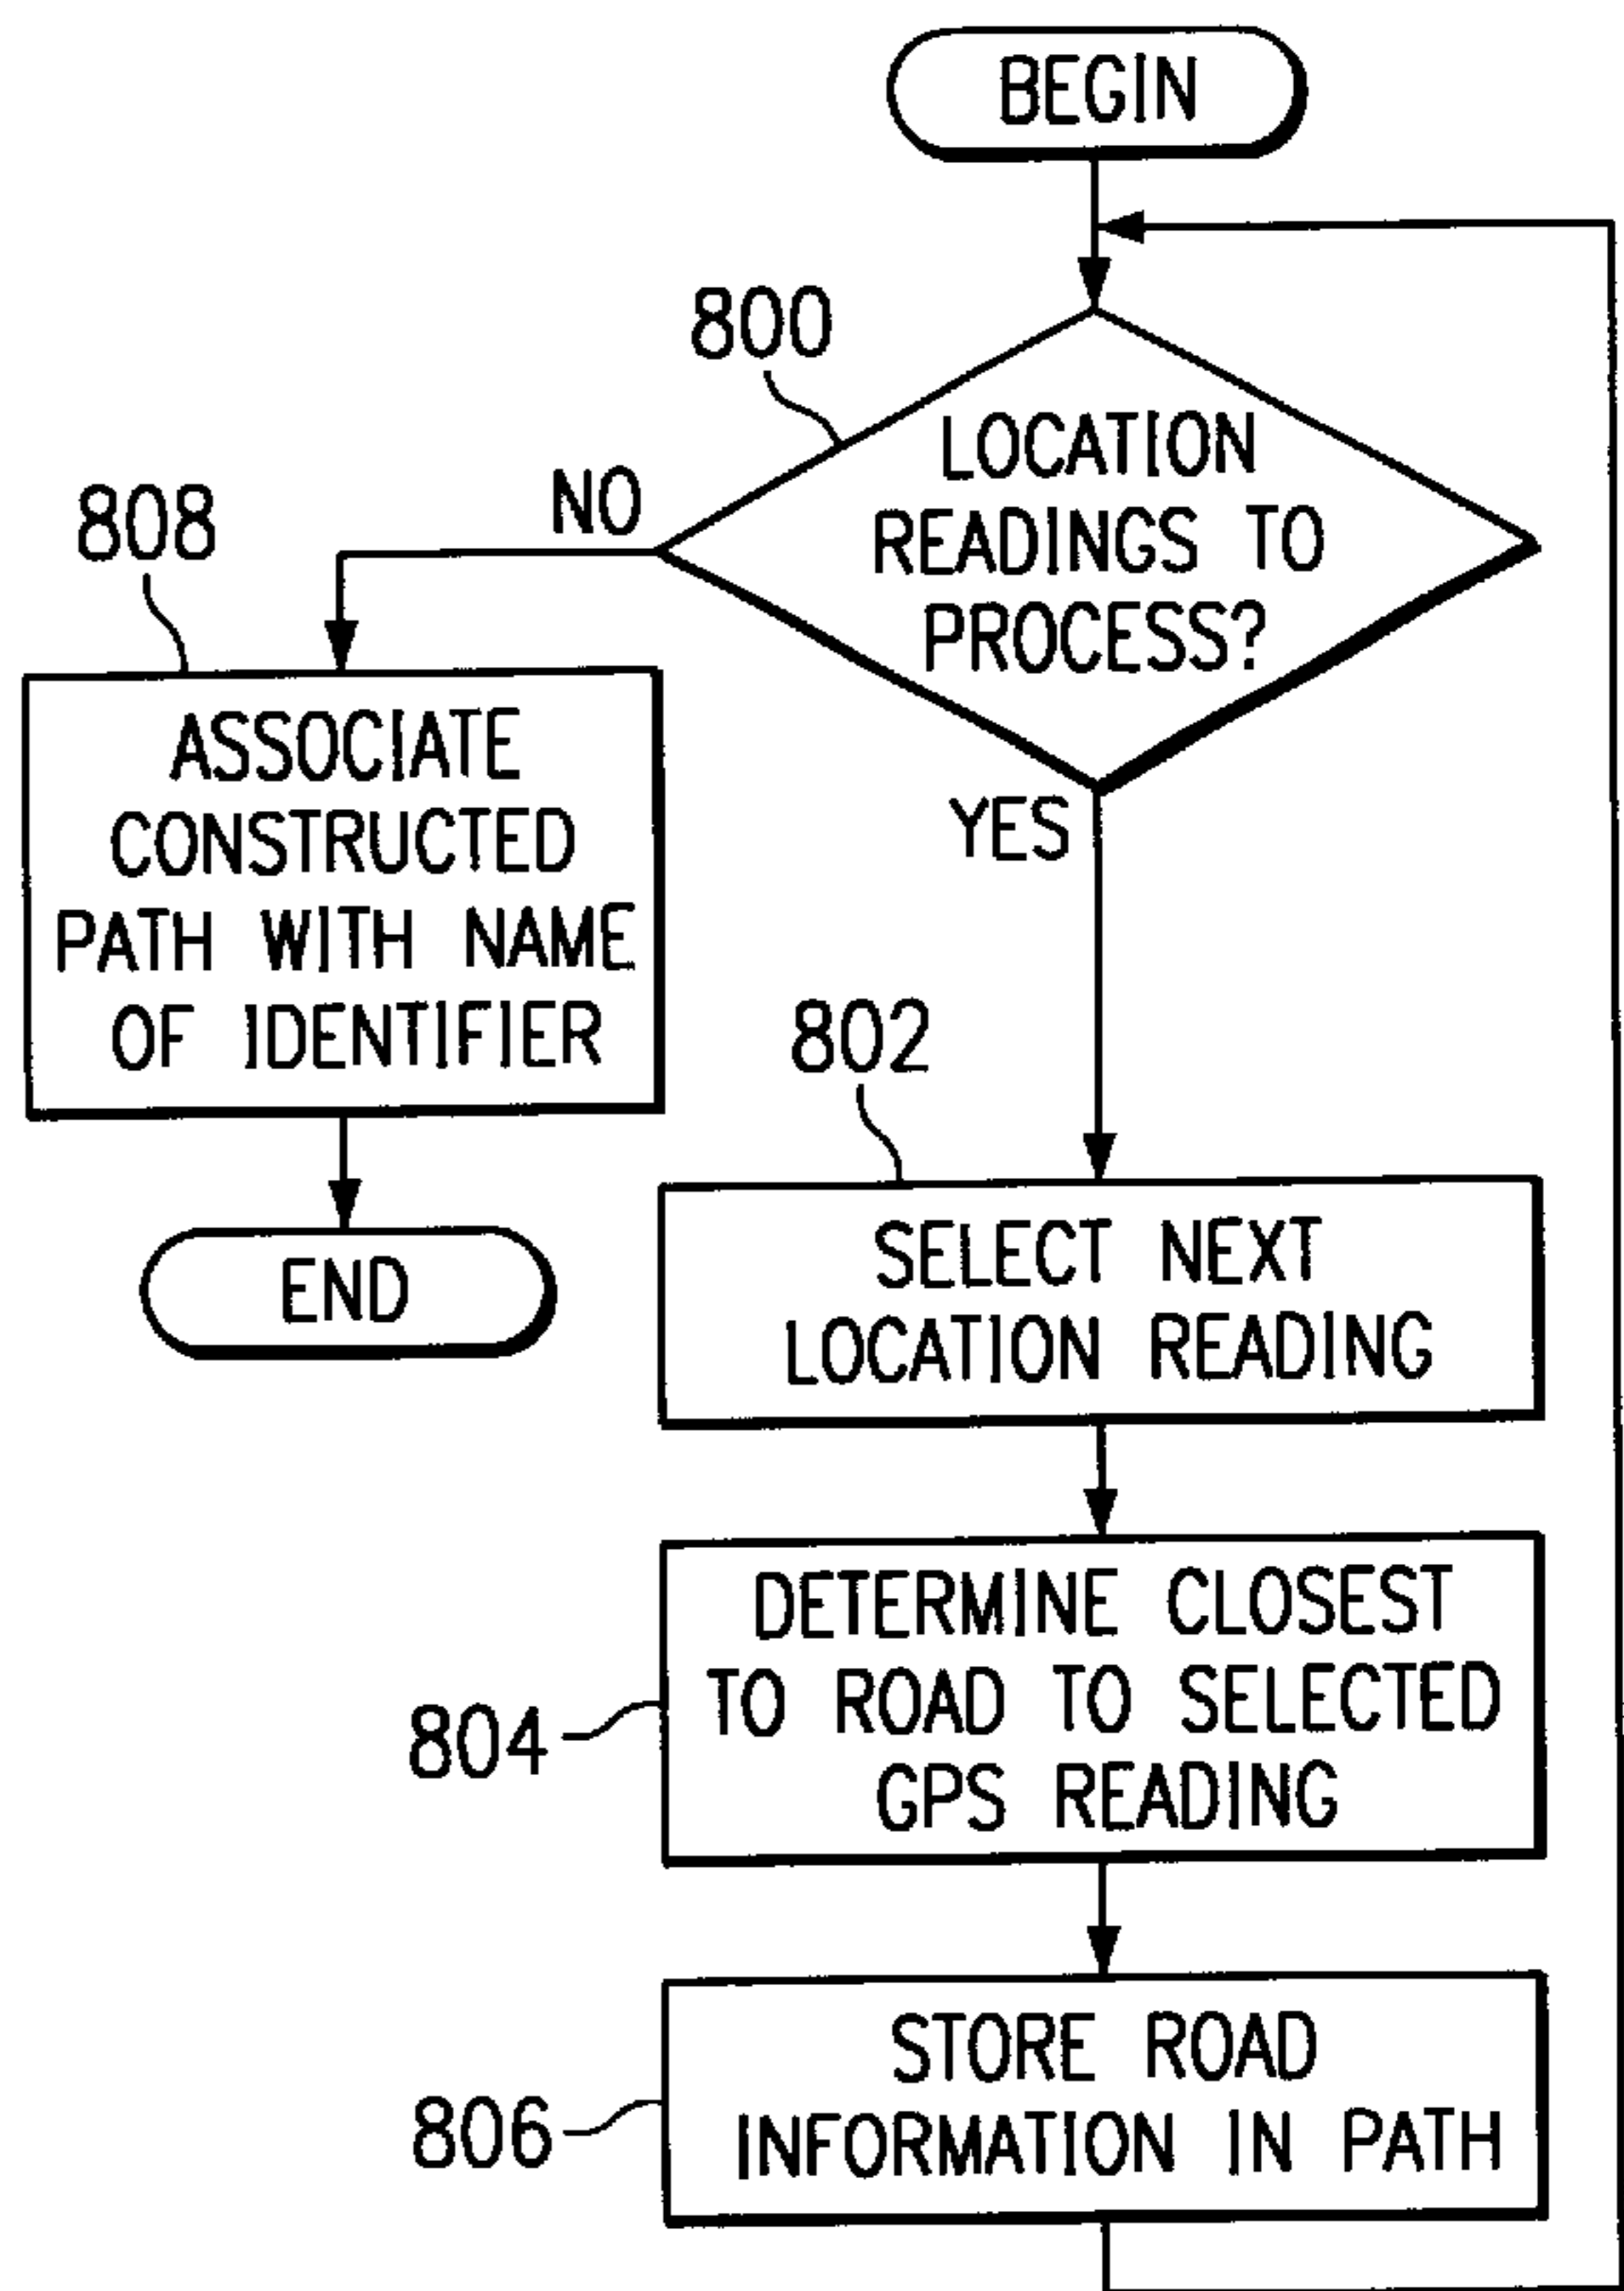 BEGIN
800
LOCATION
READINGS TO
PROCESS?
NO
YES
808
ASSOCIATE
CONSTRUCTED
PATH WITH NAME
OF IDENTIFIER
END
802
SELECT NEXT
LOCATION READING
804
DETERMINE CLOSEST
TO ROAD TO SELECTED
GPS READING
806
STORE ROAD
INFORMATION IN PATH